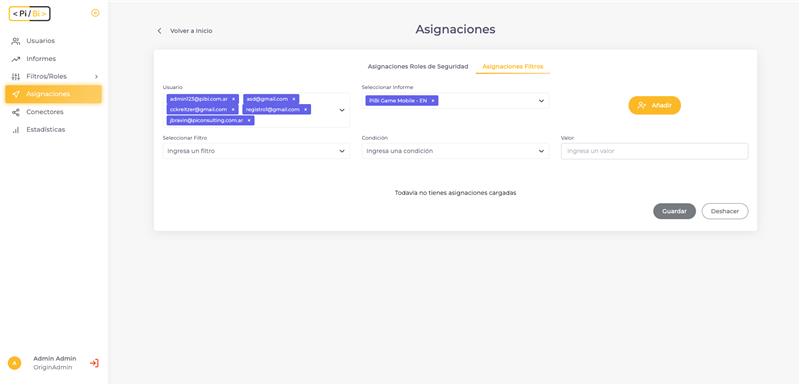 < Pi / Bi >
Usuarios
Informes
Filtros/Roles
Asignaciones
Conectores
Estadísticas
A
Admin Admin
OriginAdmin
Volver a Inicio
Asignaciones
Asignaciones Roles de Seguridad
Asignaciones Filtros
Usuario
admin123@pibi.com.ar ×
asd@gmail.com ×
cckreitzer@gmail.com ×
registro1@gmail.com ×
jbravin@piconsulting.com.ar ×
Seleccionar Informe
PiBi Game Mobile - EN ×
Añadir
Seleccionar Filtro
Ingresa un filtro
Condición
Ingresa una condición
Valor:
Ingresa un valor
Todavía no tienes asignaciones cargadas
Guardar
Deshacer